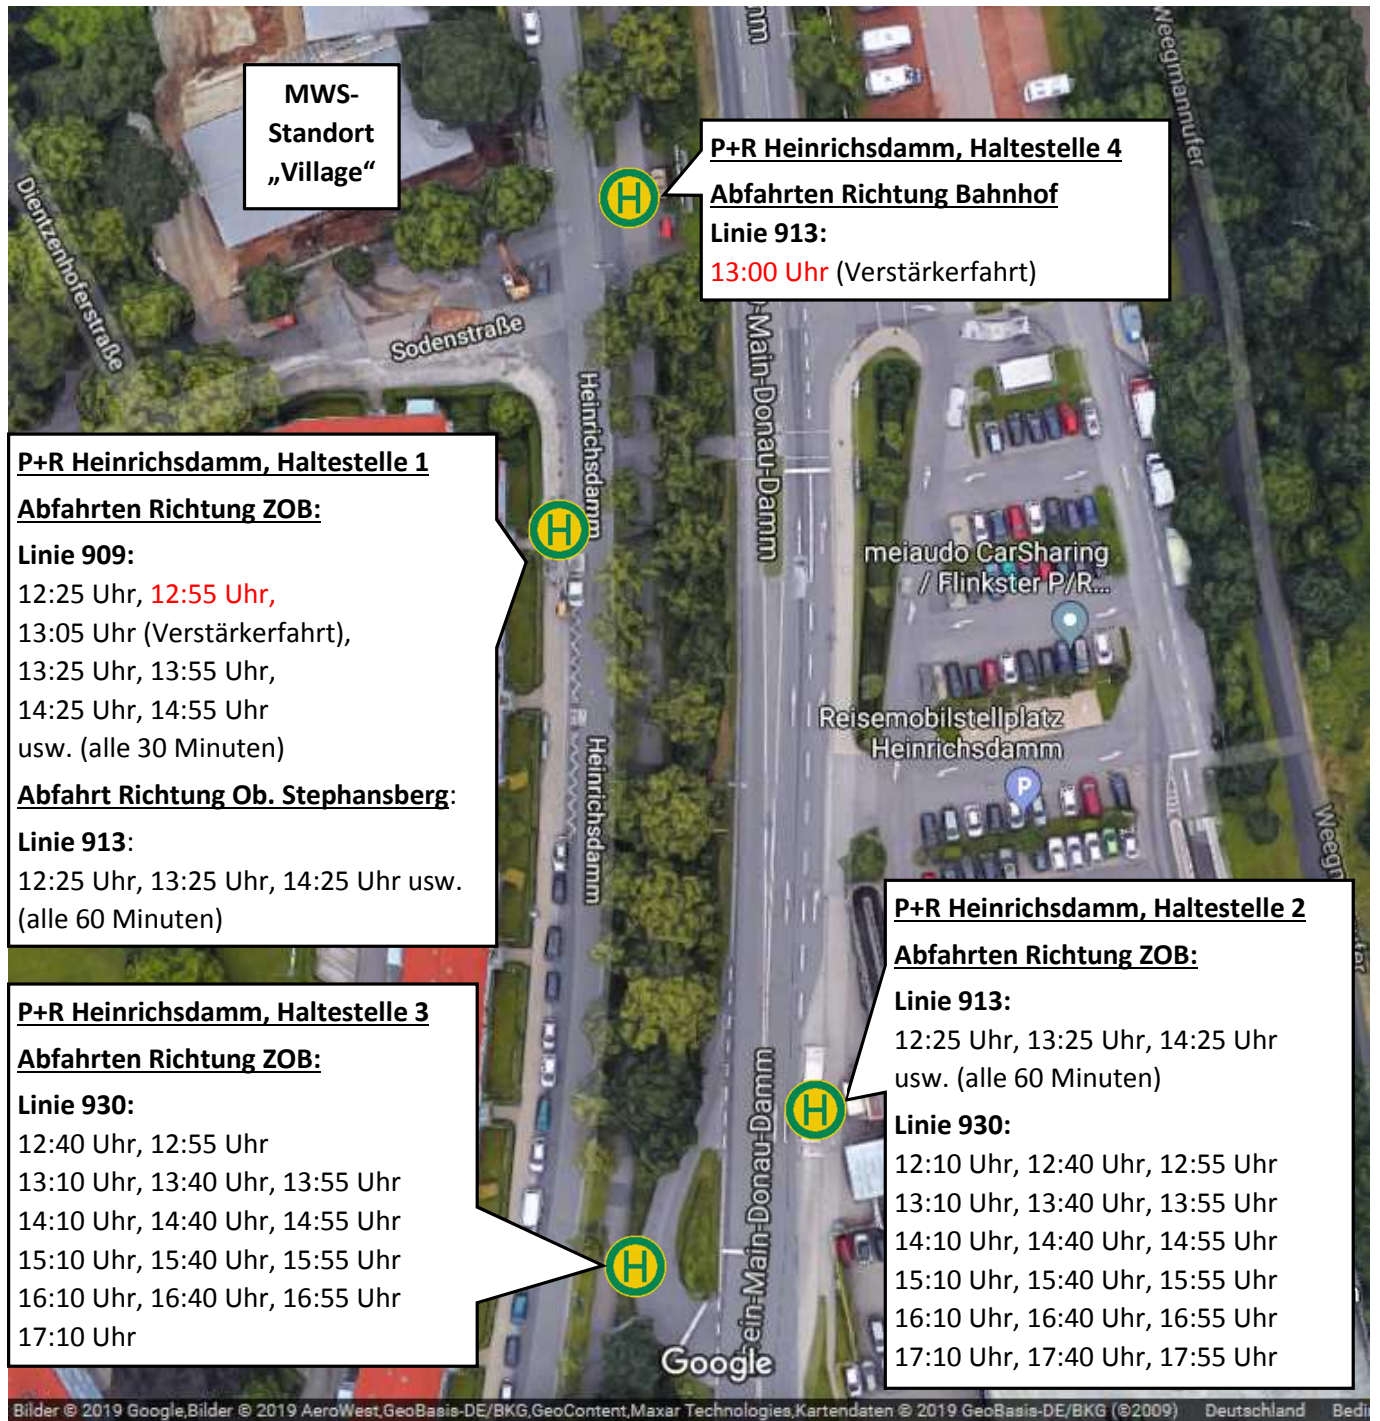 MWS-
Standort
„Village“
P+R Heinrichsdamm, Haltestelle 4
Abfahrten Richtung Bahnhof
Linie 913:
13:00 Uhr (Verstärkerfahrt)
Weegmannufer
Dientzenhoferstraße
Sodenstraße
Heinrichsdamm
-Main-Donau-Damm
P+R Heinrichsdamm, Haltestelle 1
Abfahrten Richtung ZOB:
Linie 909:
12:25 Uhr, 12:55 Uhr,
13:05 Uhr (Verstärkerfahrt),
13:25 Uhr, 13:55 Uhr,
14:25 Uhr, 14:55 Uhr
usw. (alle 30 Minuten)
Abfahrt Richtung Ob. Stephansberg:
Linie 913:
12:25 Uhr, 13:25 Uhr, 14:25 Uhr usw.
(alle 60 Minuten)
H
H
meiaudo CarSharing
/ Flinkster P/R...
Reisemobilstellplatz
Heinrichsdamm
P
Heinrichsdamm
Weegm
P+R Heinrichsdamm, Haltestelle 3
Abfahrten Richtung ZOB:
Linie 930:
12:40 Uhr, 12:55 Uhr
13:10 Uhr, 13:40 Uhr, 13:55 Uhr
14:10 Uhr, 14:40 Uhr, 14:55 Uhr
15:10 Uhr, 15:40 Uhr, 15:55 Uhr
16:10 Uhr, 16:40 Uhr, 16:55 Uhr
17:10 Uhr
H
P+R Heinrichsdamm, Haltestelle 2
Abfahrten Richtung ZOB:
Linie 913:
12:25 Uhr, 13:25 Uhr, 14:25 Uhr
usw. (alle 60 Minuten)
Linie 930:
12:10 Uhr, 12:40 Uhr, 12:55 Uhr
13:10 Uhr, 13:40 Uhr, 13:55 Uhr
14:10 Uhr, 14:40 Uhr, 14:55 Uhr
15:10 Uhr, 15:40 Uhr, 15:55 Uhr
16:10 Uhr, 16:40 Uhr, 16:55 Uhr
17:10 Uhr, 17:40 Uhr, 17:55 Uhr
H
ein-Main-Donau-Damm
Google
Bilder © 2019 Google,Bilder © 2019 AeroWest,GeoBasis-DE/BKG,GeoContent,Maxar Technologies,Kartendaten © 2019 GeoBasis-DE/BKG (©2009) Deutschland Bedi